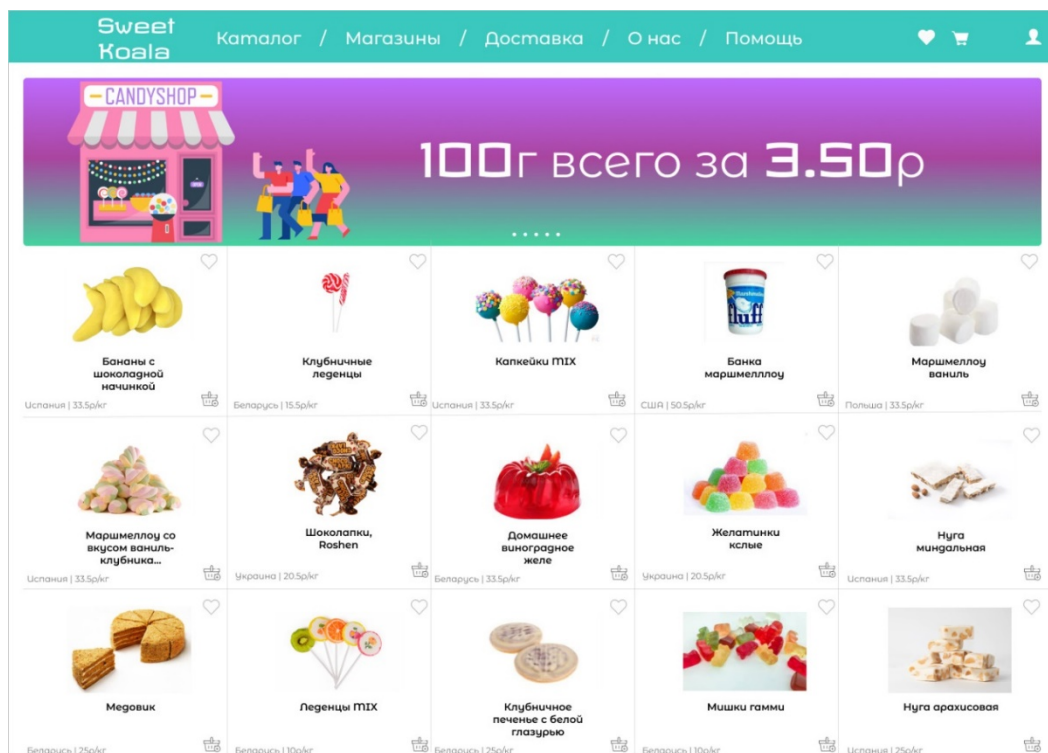 Sweet
Koala
Каталог / Магазины / Доставка / О нас / Помощь
CANDYSHOP
100г всего за 3.50р
fluff
Бананы с
шоколадной
начинкой
Клубничные
леденцы
Капкейки MIX
Банка
маршмелллоу
Маршмеллоу
ваниль
Испания | 33.5р/кг
Беларусь | 15.5р/кг
Испания | 33.5р/кг
США | 50.5р/кг
Польша | 33.5р/кг
Маршмеллоу со
вкусом ваниль-
клубника...
Шоколапки,
Roshen
Домашнее
виноградное
желе
Желатинки
кслые
Нуга
миндальная
Испания | 33.5р/кг
Украина | 20.5р/кг
Беларусь | 33.5р/кг
Украина | 20.5р/кг
Испания | 33.5р/кг
Медовик
Леденцы MIX
Клубничное
печенье с белой
глазурью
Мишки гамми
Нуга арахисовая
Беларусь | 25р/кг
Беларусь | 10р/кг
Беларусь | 25р/кг
Беларусь | 10р/кг
Испания | 25р/кг